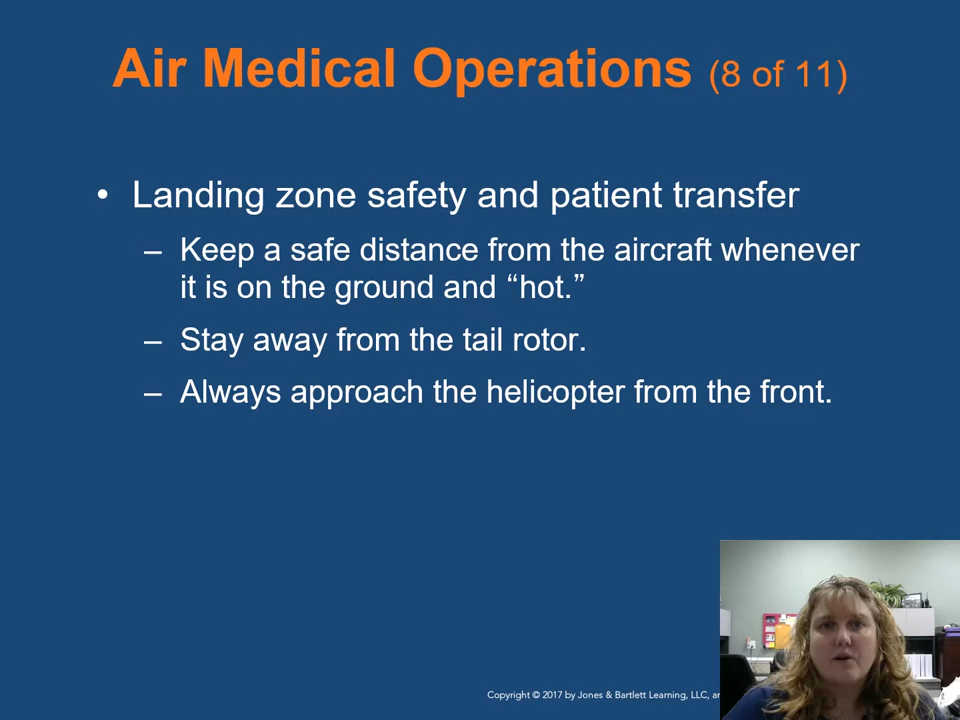 Air Medical Operations (8 of 11)
• Landing zone safety and patient transfer
– Keep a safe distance from the aircraft whenever
it is on the ground and “hot.”
– Stay away from the tail rotor.
– Always approach the helicopter from the front.
Copyright © 2017 by Jones & Bartlett Learning, LLC,